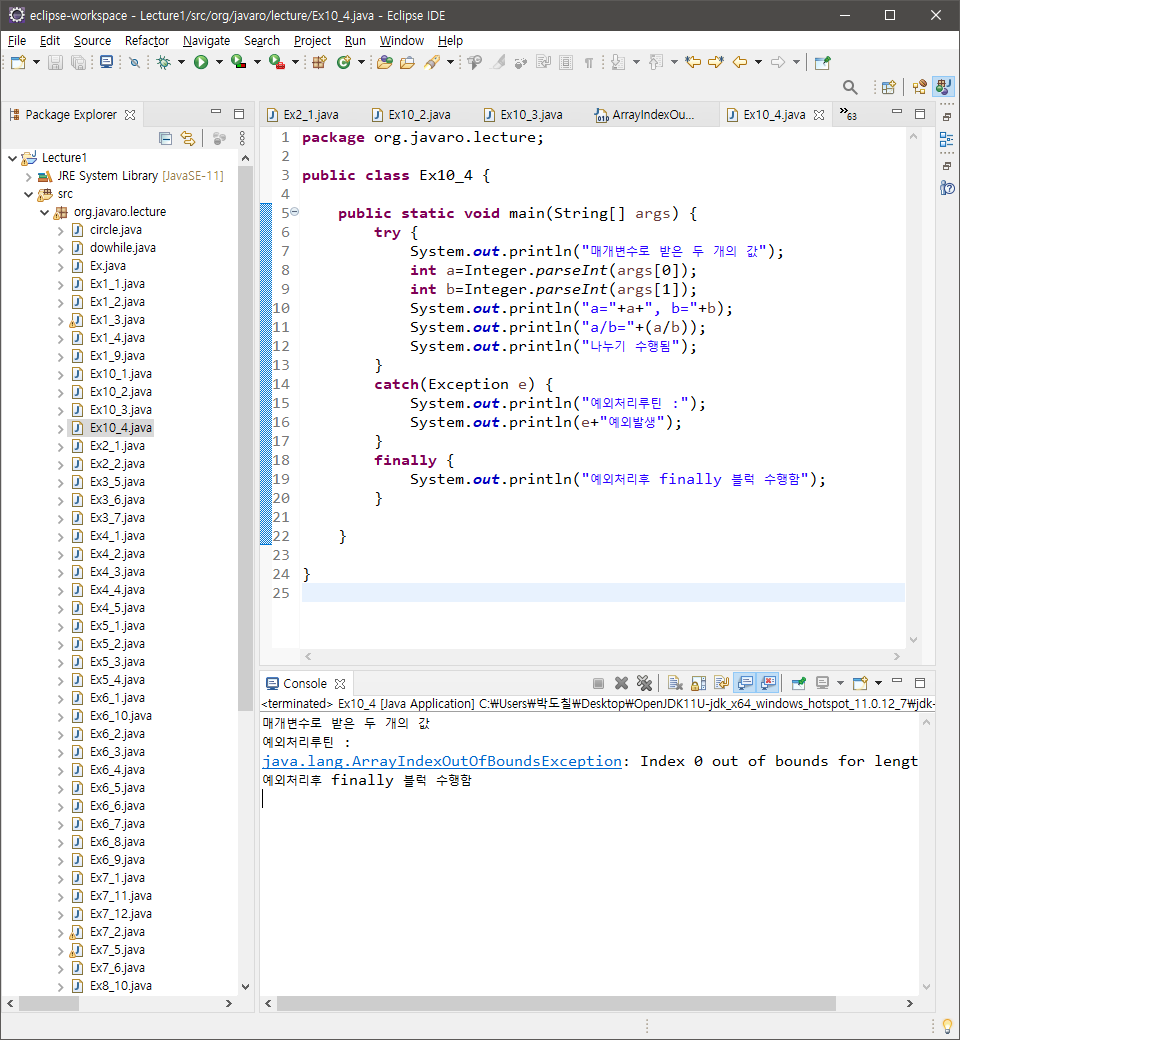 eclipse-workspace - Lecture1/src/org/javaro/lecture/Ex10_4.java - Eclipse IDE
File Edit Source Refactor Navigate Search Project Run Window Help
Package Explorer
Lecture1
JRE System Library [JavaSE-11]
src
org.javaro.lecture
circle.java
dowhile.java
Ex.java
Ex1_1.java
Ex1_2.java
Ex1_3.java
Ex1_4.java
Ex1_9.java
Ex10_1.java
Ex10_2.java
Ex10_3.java
Ex10_4.java
Ex2_1.java
Ex2_2.java
Ex3_5.java
Ex3_6.java
Ex3_7.java
Ex4_1.java
Ex4_2.java
Ex4_3.java
Ex4_4.java
Ex4_5.java
Ex5_1.java
Ex5_2.java
Ex5_3.java
Ex5_4.java
Ex6_1.java
Ex6_10.java
Ex6_2.java
Ex6_3.java
Ex6_4.java
Ex6_5.java
Ex6_6.java
Ex6_7.java
Ex6_8.java
Ex6_9.java
Ex7_1.java
Ex7_11.java
Ex7_12.java
Ex7_2.java
Ex7_5.java
Ex7_6.java
Ex8_10.java
Ex2_1.java Ex10_2.java Ex10_3.java ArrayIndexOu... Ex10_4.java »63
1 package org.javaro.lecture;
2
3 public class Ex10_4 {
4
5 public static void main(String[] args) {
6 try {
7 System.out.println("매개변수로 받은 두 개의 값");
8 int a=Integer.parseInt(args[0]);
9 int b=Integer.parseInt(args[1]);
10 System.out.println("a="+a+", b="+b);
11 System.out.println("a/b="+(a/b));
12 System.out.println("나누기 수행됨");
13 }
14 catch(Exception e) {
15 System.out.println("예외처리루틴 :");
16 System.out.println(e+"예외발생");
17 }
18 finally {
19 System.out.println("예외처리후 finally 블럭 수행함");
20 }
21
22 }
23
24 }
25
Console
<terminated> Ex10_4 [Java Application] C:₩Users₩박도칠₩Desktop₩OpenJDK11U-jdk_x64_windows_hotspot_11.0.12_7₩jdk-
매개변수로 받은 두 개의 값
예외처리루틴 :
java.lang.ArrayIndexOutOfBoundsException: Index 0 out of bounds for lengt
예외처리후 finally 블럭 수행함